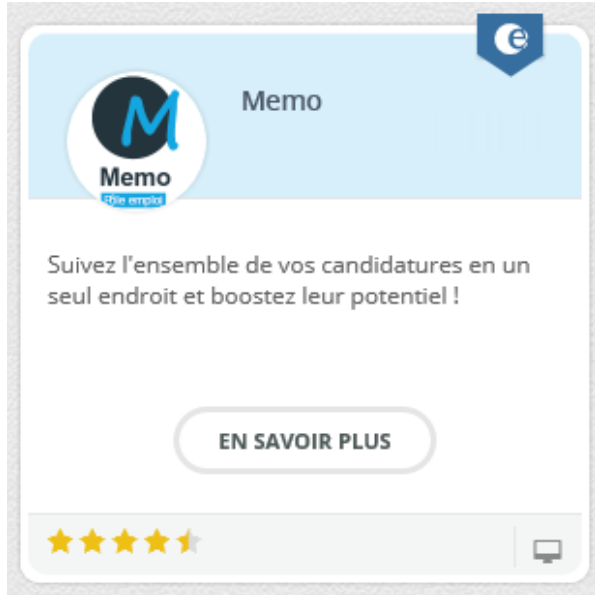 Memo
M
Memo
Pôle emploi
Suivez l'ensemble de vos candidatures en un
seul endroit et boostez leur potentiel !
EN SAVOIR PLUS